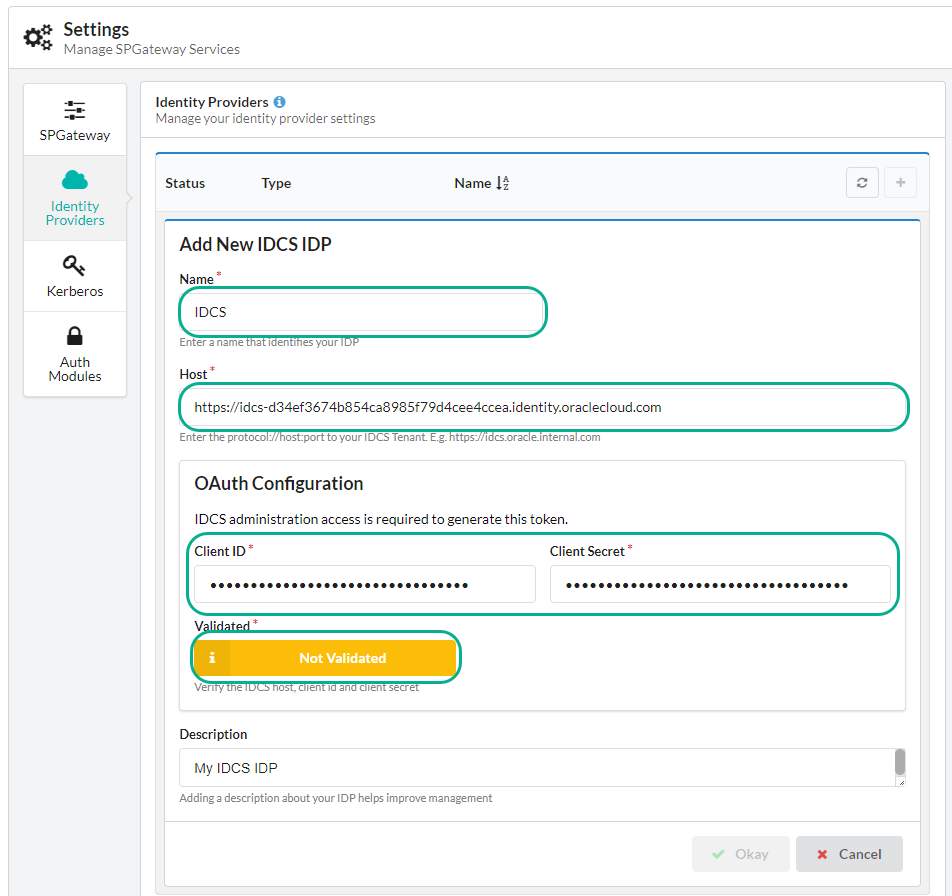 Settings
Manage SPGateway Services
SPGateway
Identity
Providers
Kerberos
Auth
Modules
Identity Providers
Manage your identity provider settings
Status Type Name
Add New IDCS IDP
Name *
IDCS
Enter a name that identifies your IDP
Host *
https://idcs-d34ef3674b854ca8985f79d4cee4ccea.identity.oraclecloud.com
Enter the protocol://host:port to your IDCS Tenant. E.g. https://idcs.oracle.internal.com
OAuth Configuration
IDCS administration access is required to generate this token.
Client ID * Client Secret *
•••••••••••••••••••••••••••••••• ••••••••••••••••••••••••••••••••••••
Validated *
Not Validated
Verify the IDCS host, client id and client secret
Description
My IDCS IDP
Adding a description about your IDP helps improve management
Okay Cancel